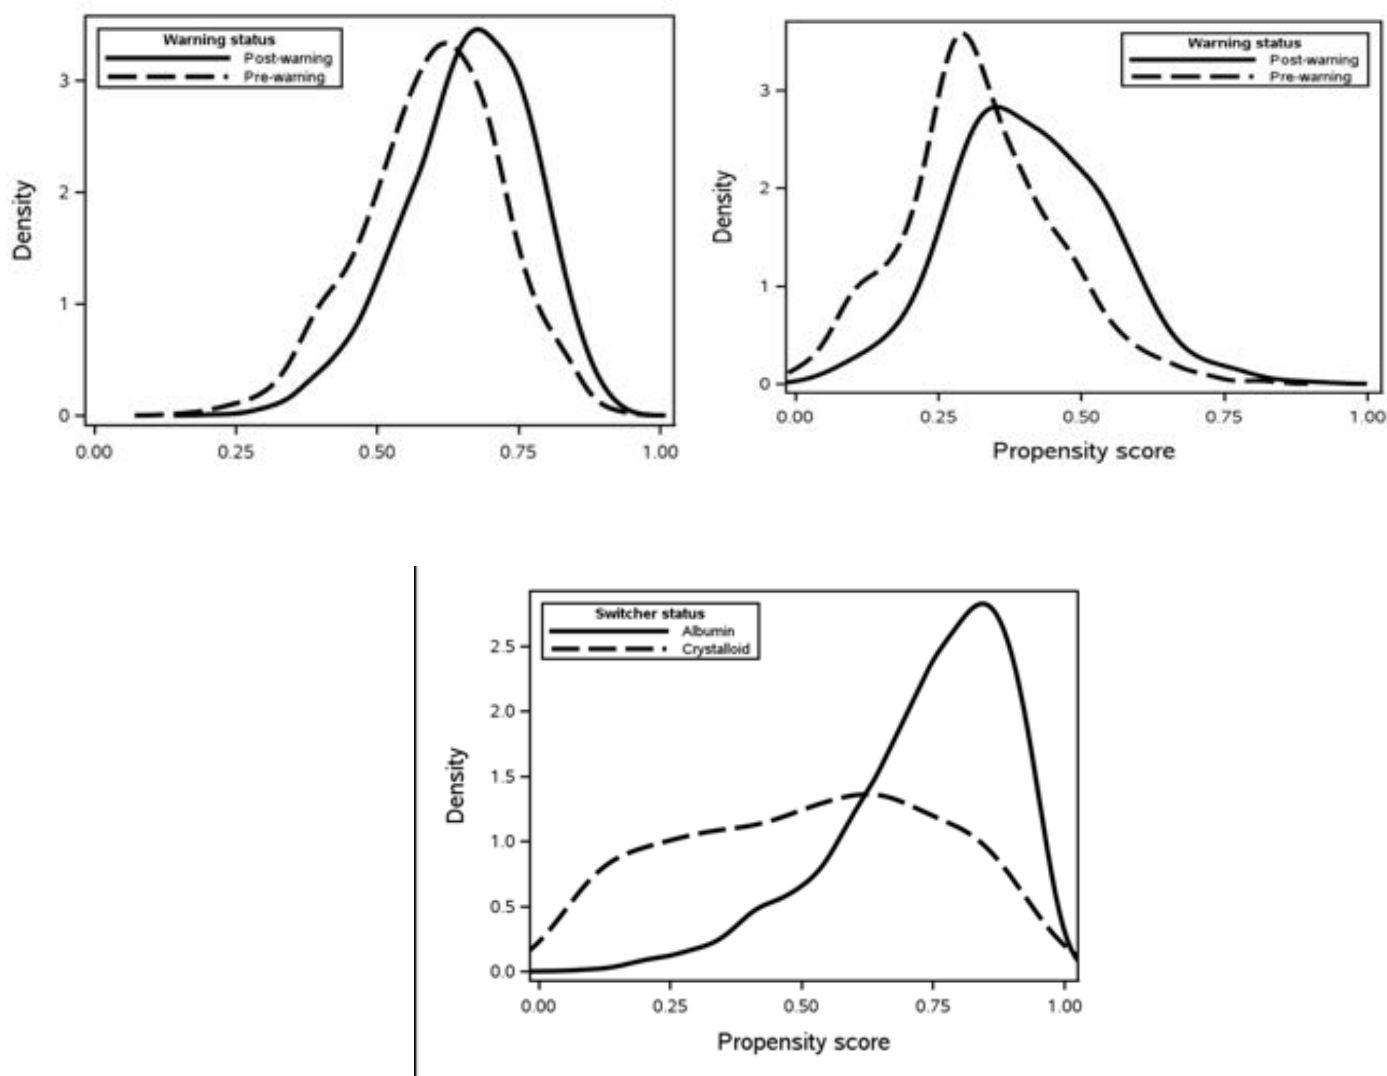 Warning status
Post-warning
Pre-warning
Density
3
2
1
0
0.00 0.25 0.50 0.75 1.00
Warning status
Post-warning
Pre-warning
Density
3
2
1
0
0.00 0.25 0.50 0.75 1.00
Propensity score
Switcher status
Albumin
Crystalloid
Density
2.5
2.0
1.5
1.0
0.5
0.0
0.00 0.25 0.50 0.75 1.00
Propensity score